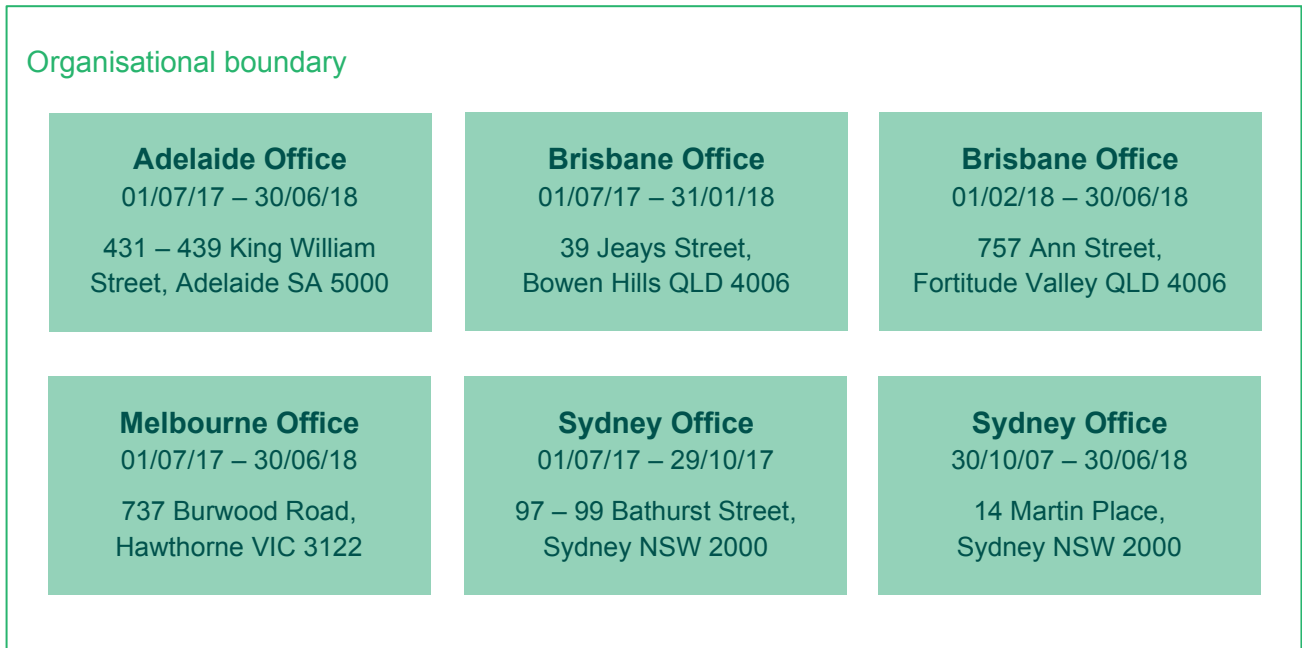 Organisational boundary
Adelaide Office
01/07/17 – 30/06/18
431 – 439 King William
Street, Adelaide SA 5000
Brisbane Office
01/07/17 – 31/01/18
39 Jeays Street,
Bowen Hills QLD 4006
Brisbane Office
01/02/18 – 30/06/18
757 Ann Street,
Fortitude Valley QLD 4006
Melbourne Office
01/07/17 – 30/06/18
737 Burwood Road,
Hawthorne VIC 3122
Sydney Office
01/07/17 – 29/10/17
97 – 99 Bathurst Street,
Sydney NSW 2000
Sydney Office
30/10/07 – 30/06/18
14 Martin Place,
Sydney NSW 2000